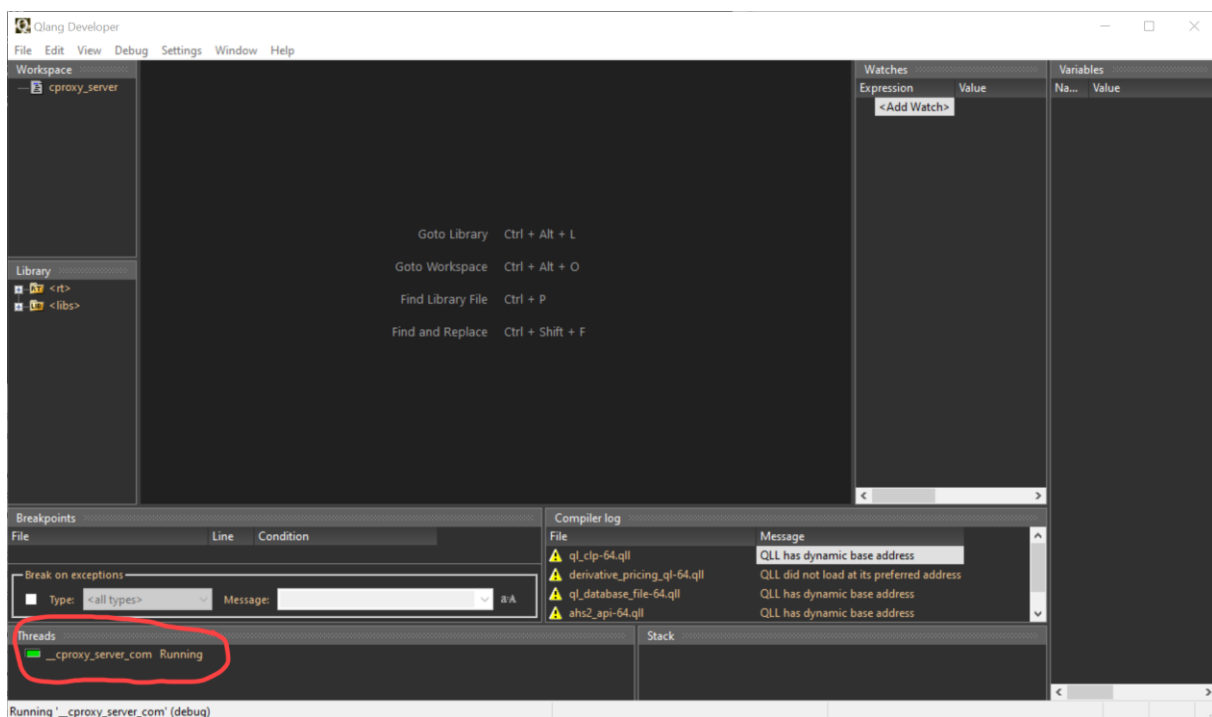 Qlang Developer
File Edit View Debug Settings Window Help
Workspace
cproxy_server
Library
<rt>
<libs>
Goto Library Ctrl + Alt + L
Goto Workspace Ctrl + Alt + O
Find Library File Ctrl + P
Find and Replace Ctrl + Shift + F
Watches
Expression Value
<Add Watch>
Variables
Na... Value
Breakpoints
File Line Condition
Break on exceptions
Type: <all types> Message:
Compiler log
File Message
ql_clp-64.qll QLL has dynamic base address
derivative_pricing_ql-64.qll QLL did not load at its preferred address
ql_database_file-64.qll QLL has dynamic base address
ahs2_api-64.qll QLL has dynamic base address
Threads
__cproxy_server_com Running
Stack
Running '__cproxy_server_com' (debug)